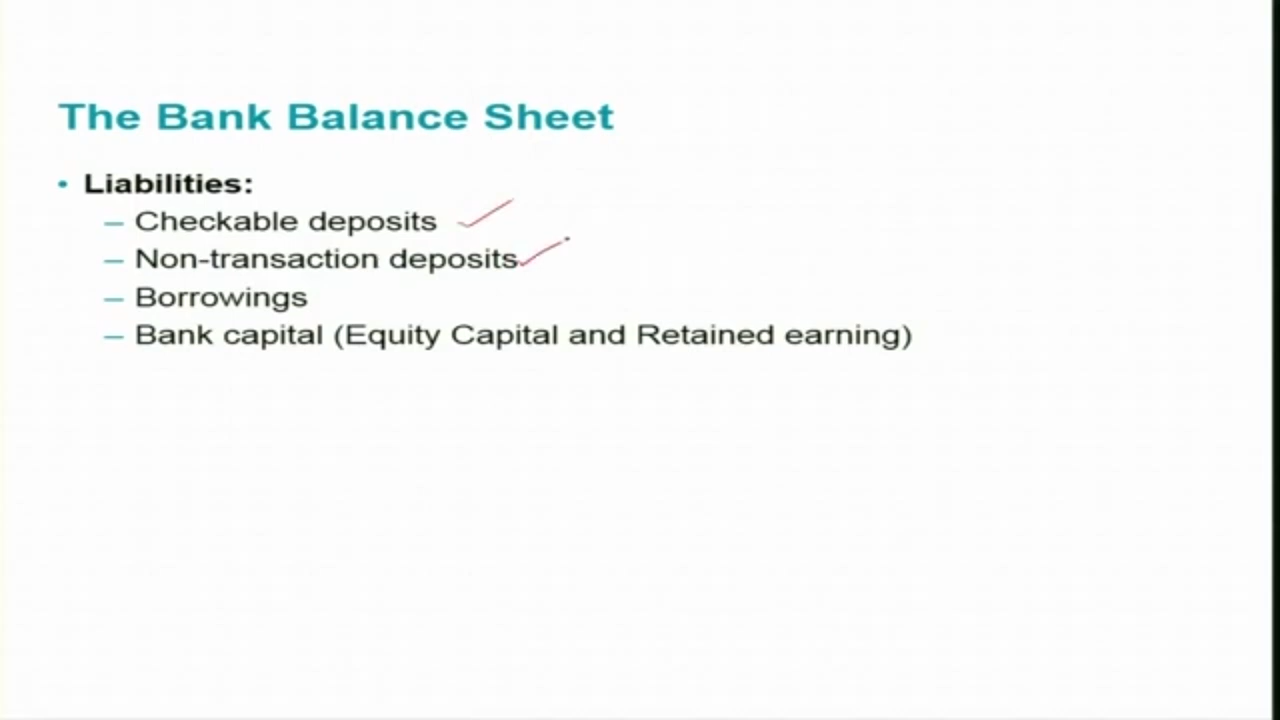 The Bank Balance Sheet
• Liabilities:
– Checkable deposits
– Non-transaction deposits
– Borrowings
– Bank capital (Equity Capital and Retained earning)